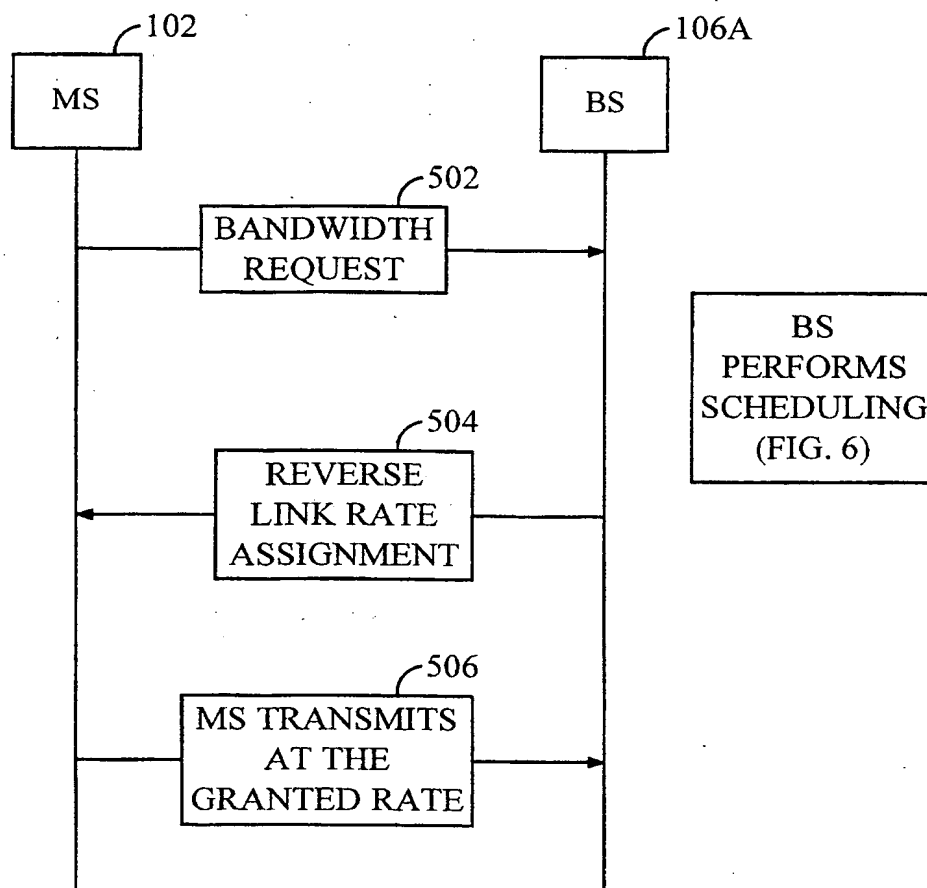 102
106A
MS
BS
502
BANDWIDTH
REQUEST
BS
PERFORMS
SCHEDULING
(FIG. 6)
504
REVERSE
LINK RATE
ASSIGNMENT
506
MS TRANSMITS
AT THE
GRANTED RATE